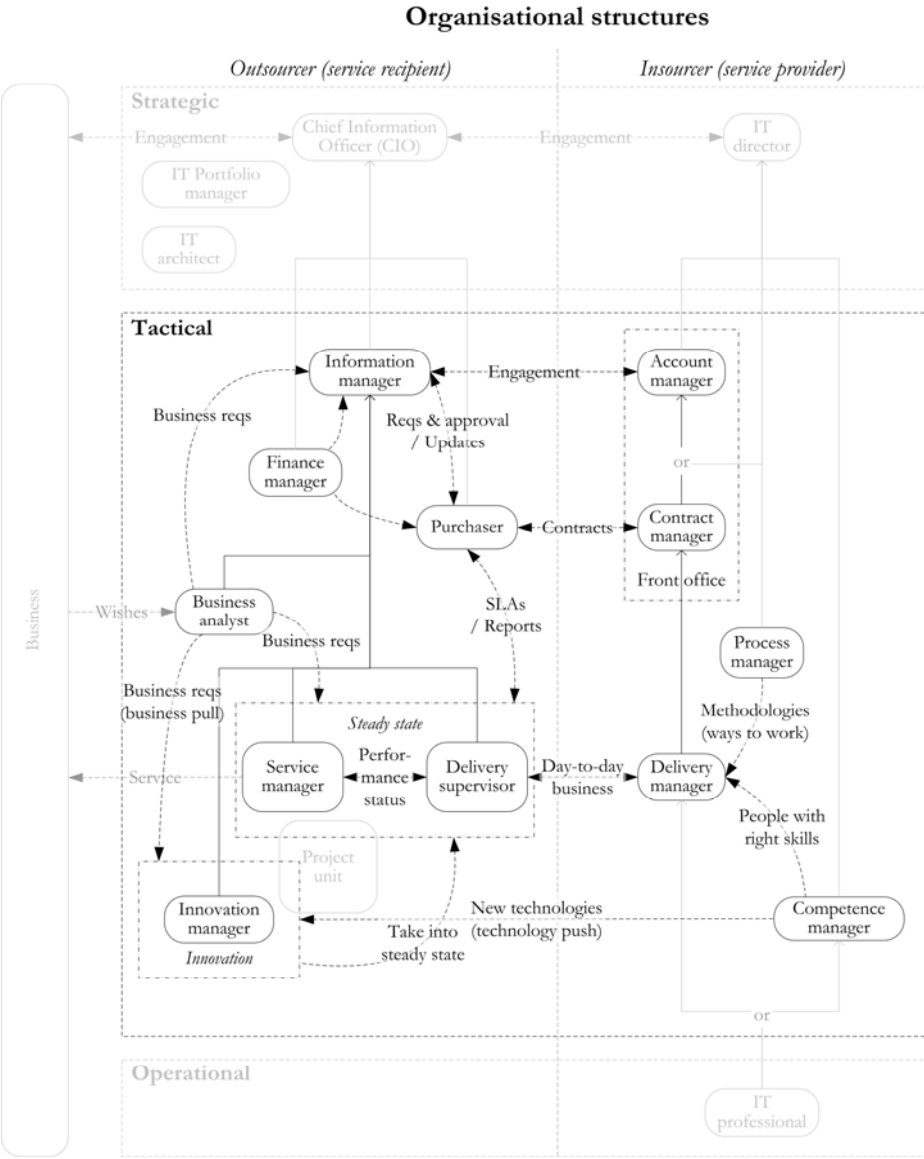 Organisational structures
Outsourcer (service recipient)
Insourcer (service provider)
Strategic
Engagement
Chief Information
Officer (CIO)
Engagement
IT
director
IT Portfolio
manager
IT
architect
Tactical
Information
manager
Engagement
Account
manager
Business reqs
Reqs & approval
/ Updates
Finance
manager
or
Purchaser
Contracts
Contract
manager
Front office
Business
Wishes
Business
analyst
SLAs
/ Reports
Business reqs
Process
manager
Business reqs
(business pull)
Methodologies
(ways to work)
Steady state
Service
Service
manager
Perfor-
mance
status
Delivery
supervisor
Day-to-day
business
Delivery
manager
People with
right skills
Project
unit
Innovation
manager
Innovation
Take into
steady state
New technologies
(technology push)
Competence
manager
or
Operational
IT
professional